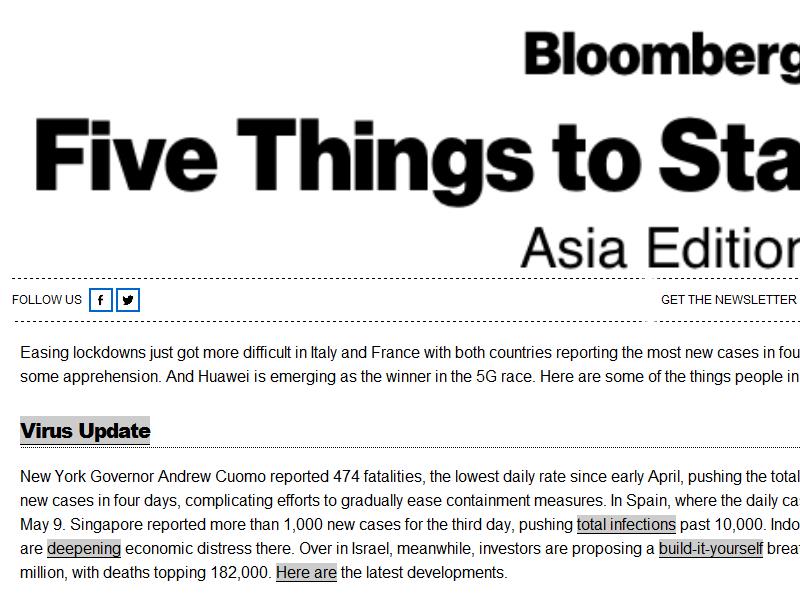 Bloomberg
Five Things to Sta
Asia Edition
FOLLOW US
GET THE NEWSLETTER
Easing lockdowns just got more difficult in Italy and France with both countries reporting the most new cases in fou
some apprehension. And Huawei is emerging as the winner in the 5G race. Here are some of the things people in
Virus Update
New York Governor Andrew Cuomo reported 474 fatalities, the lowest daily rate since early April, pushing the total
new cases in four days, complicating efforts to gradually ease containment measures. In Spain, where the daily ca
May 9. Singapore reported more than 1,000 new cases for the third day, pushing total infections past 10,000. Indo
are deepening economic distress there. Over in Israel, meanwhile, investors are proposing a build-it-yourself brea
million, with deaths topping 182,000. Here are the latest developments.